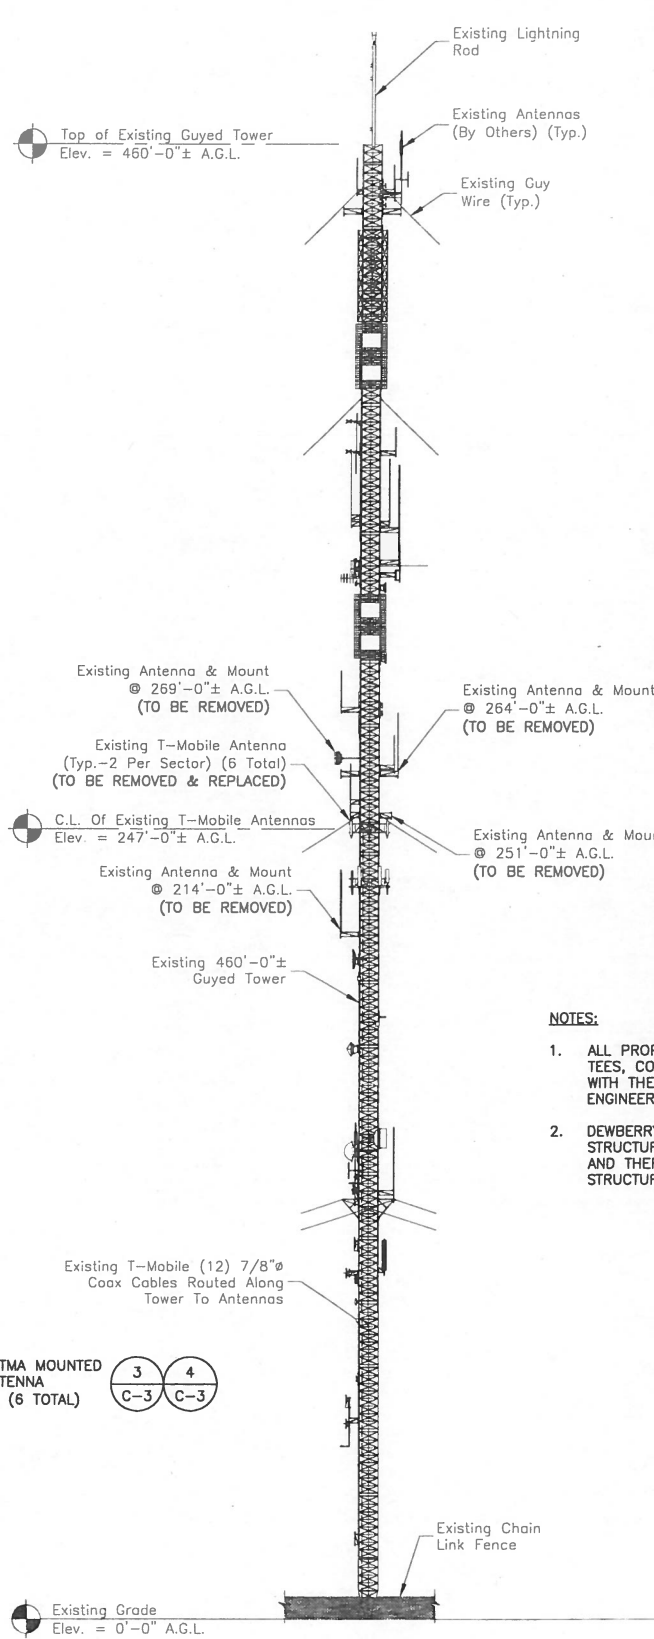 Existing Lightning
Rod
Existing Antennas
(By Others) (Typ.)
Top of Existing Guyed Tower
Elev. = 460'-0"± A.G.L.
Existing Guy
Wire (Typ.)
Existing Antenna & Mount
@ 269'-0"± A.G.L.
(TO BE REMOVED)
Existing Antenna & Mount
@ 264'-0"± A.G.L.
(TO BE REMOVED)
Existing T-Mobile Antenna
(Typ.-2 Per Sector) (6 Total)
(TO BE REMOVED & REPLACED)
C.L. Of Existing T-Mobile Antennas
Elev. = 247'-0"± A.G.L.
Existing Antenna & Mou
@ 251'-0"± A.G.L.
(TO BE REMOVED)
Existing Antenna & Mount
@ 214'-0"± A.G.L.
(TO BE REMOVED)
Existing 460'-0"±
Guyed Tower
NOTES:
1. ALL PROP
TEES, CO
WITH THE
ENGINEER
2. DEWBERRY
STRUCTUR
AND THER
STRUCTUR
Existing T-Mobile (12) 7/8"ø
Coax Cables Routed Along
Tower To Antennas
TMA MOUNTED
TENNA
(6 TOTAL)
3 4
C-3 C-3
Existing Chain
Link Fence
Existing Grade
Elev. = 0'-0" A.G.L.